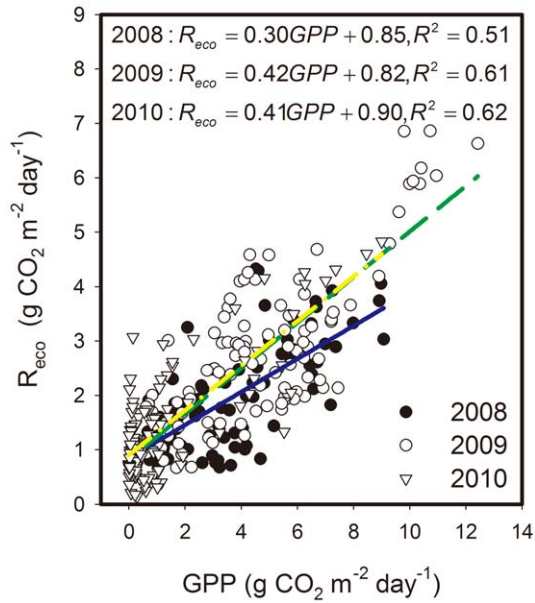 2008 : R_eco = 0.30GPP + 0.85, R² = 0.51
2009 : R_eco = 0.42GPP + 0.82, R² = 0.61
2010 : R_eco = 0.41GPP + 0.90, R² = 0.62
9
8
7
6
5
4
3
2
1
0
R_eco (g CO₂ m⁻² day⁻¹)
2008
2009
2010
0 2 4 6 8 10 12 14
GPP (g CO₂ m⁻² day⁻¹)